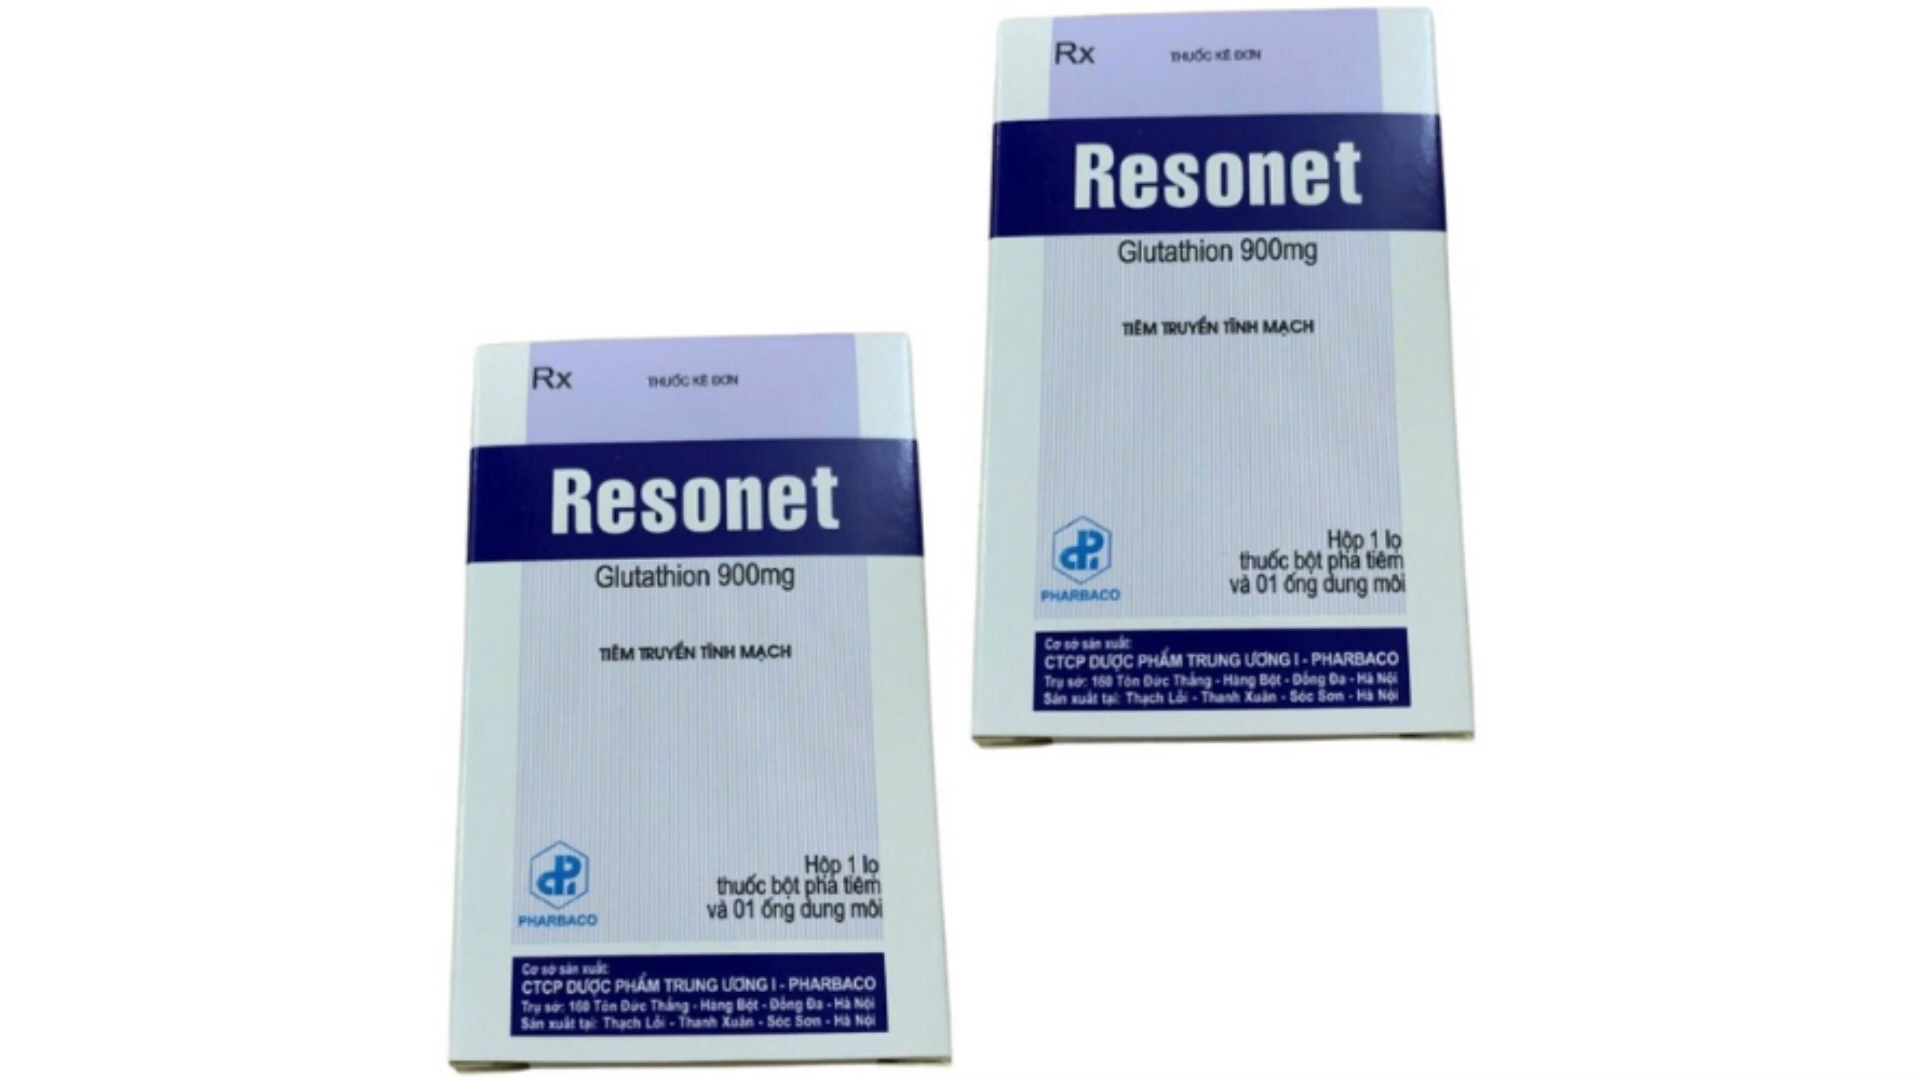 Rx THUỐC KÊ ĐƠN
Resonet
Glutathion 900mg
TIÊM TRUYỀN TĨNH MẠCH
Hộp 1 lọ
thuốc bột pha tiêm
và 01 ống dung môi
PHARBACO
Cơ sở sản xuất:
CTCP DƯỢC PHẨM TRUNG ƯƠNG I - PHARBACO
Trụ sở: 160 Tôn Đức Thắng - Hàng Bột - Đống Đa - Hà Nội
Sản xuất tại: Thạch Lỗi - Thanh Xuân - Sóc Sơn - Hà Nội
Rx THUỐC KÊ ĐƠN
Resonet
Glutathion 900mg
TIÊM TRUYỀN TĨNH MẠCH
Hộp 1 lọ
thuốc bột pha tiêm
và 01 ống dung môi
PHARBACO
Cơ sở sản xuất:
CTCP DƯỢC PHẨM TRUNG ƯƠNG I - PHARBACO
Trụ sở: 160 Tôn Đức Thắng - Hàng Bột - Đống Đa - Hà Nội
Sản xuất tại: Thạch Lỗi - Thanh Xuân - Sóc Sơn - Hà Nội